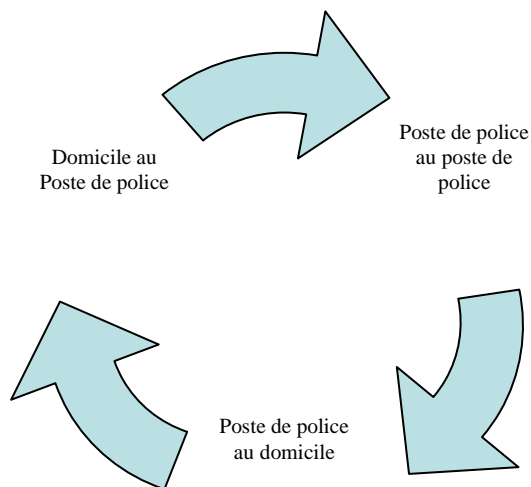 Domicile au
Poste de police
Poste de police
au poste de
police
Poste de police
au domicile